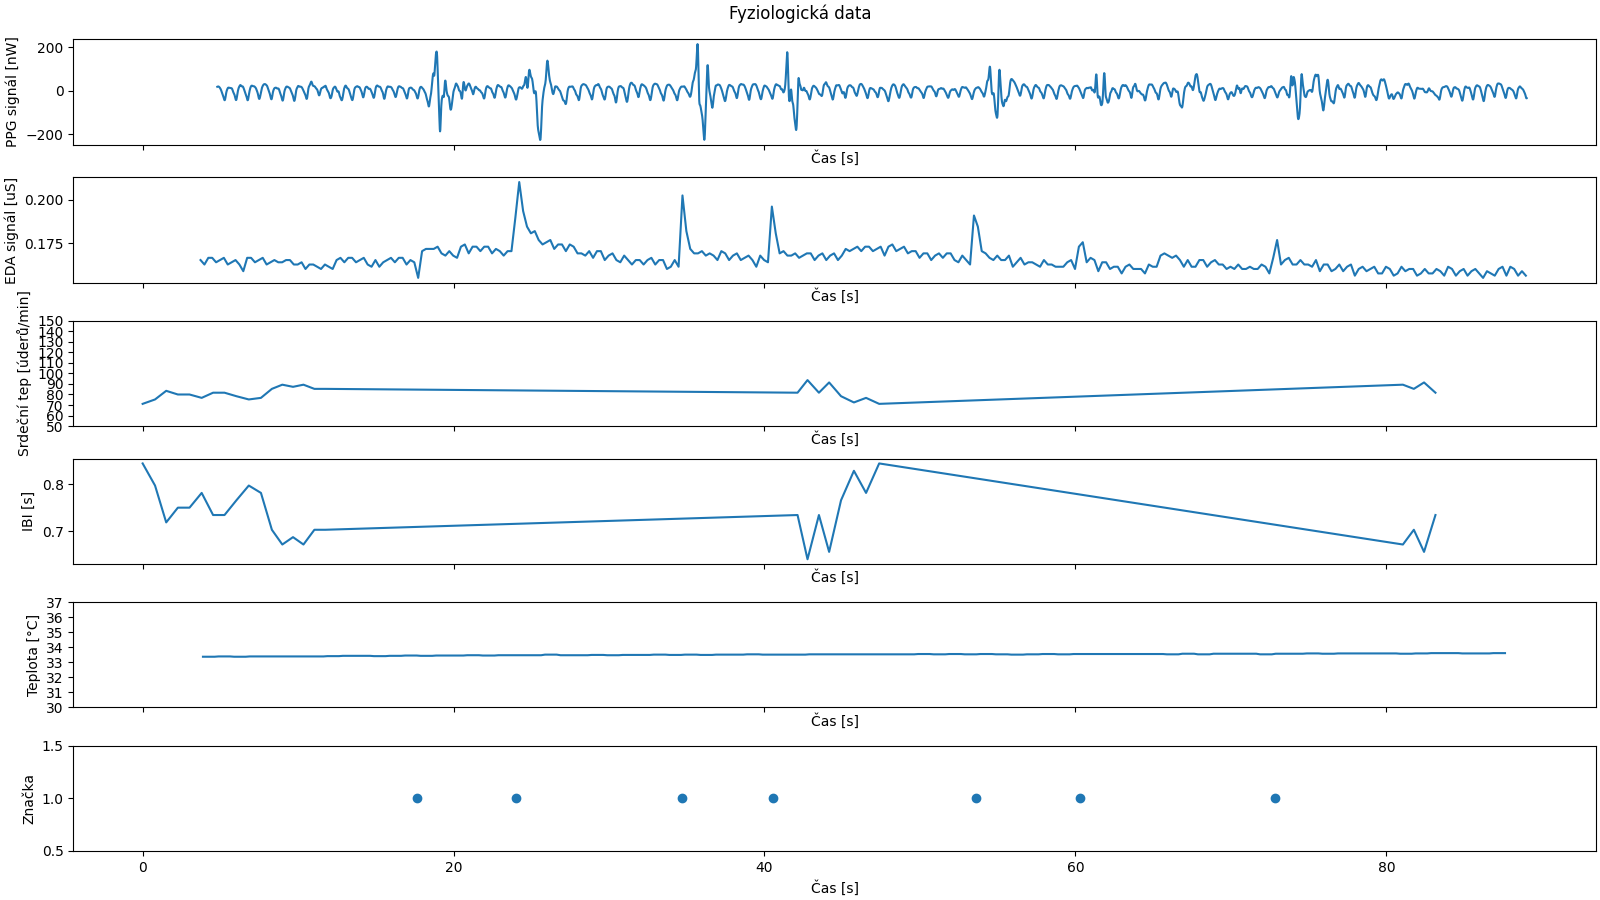 Fyziologická data
PPG signál [nW]
200
0
−200
Čas [s]
EDA signál [uS]
0.200
0.175
Čas [s]
Srdeční tep [úderů/min]
150
140
130
120
110
100
90
80
70
60
50
Čas [s]
IBI [s]
0.8
0.7
Čas [s]
Teplota [°C]
37
36
35
34
33
32
31
30
Čas [s]
Značka
1.5
1.0
0.5
0 20 40 60 80
Čas [s]